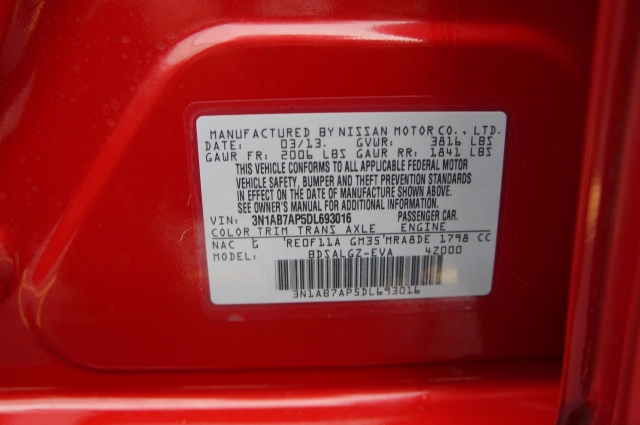 MANUFACTURED BY NISSAN MOTOR CO., LTD.
DATE: 03/13. GVWR: 3816 LBS
GAWR FR: 2006 LBS GAWR RR: 1841 LBS
THIS VEHICLE CONFORMS TO ALL APPLICABLE FEDERAL MOTOR
VEHICLE SAFETY, BUMPER AND THEFT PREVENTION STANDARDS
IN EFFECT ON THE DATE OF MANUFACTURE SHOWN ABOVE.
SEE OWNER'S MANUAL FOR ADDITIONAL INFORMATION.
VIN: 3N1AB7AP5DL693016 PASSENGER CAR.
COLOR TRIM TRANS AXLE ENGINE
NAC G RE0F11A GM35 MRA8DE 1798 CC
MODEL: BDSALGZ-EVA 4Z000
3N1AB7AP5DL693016